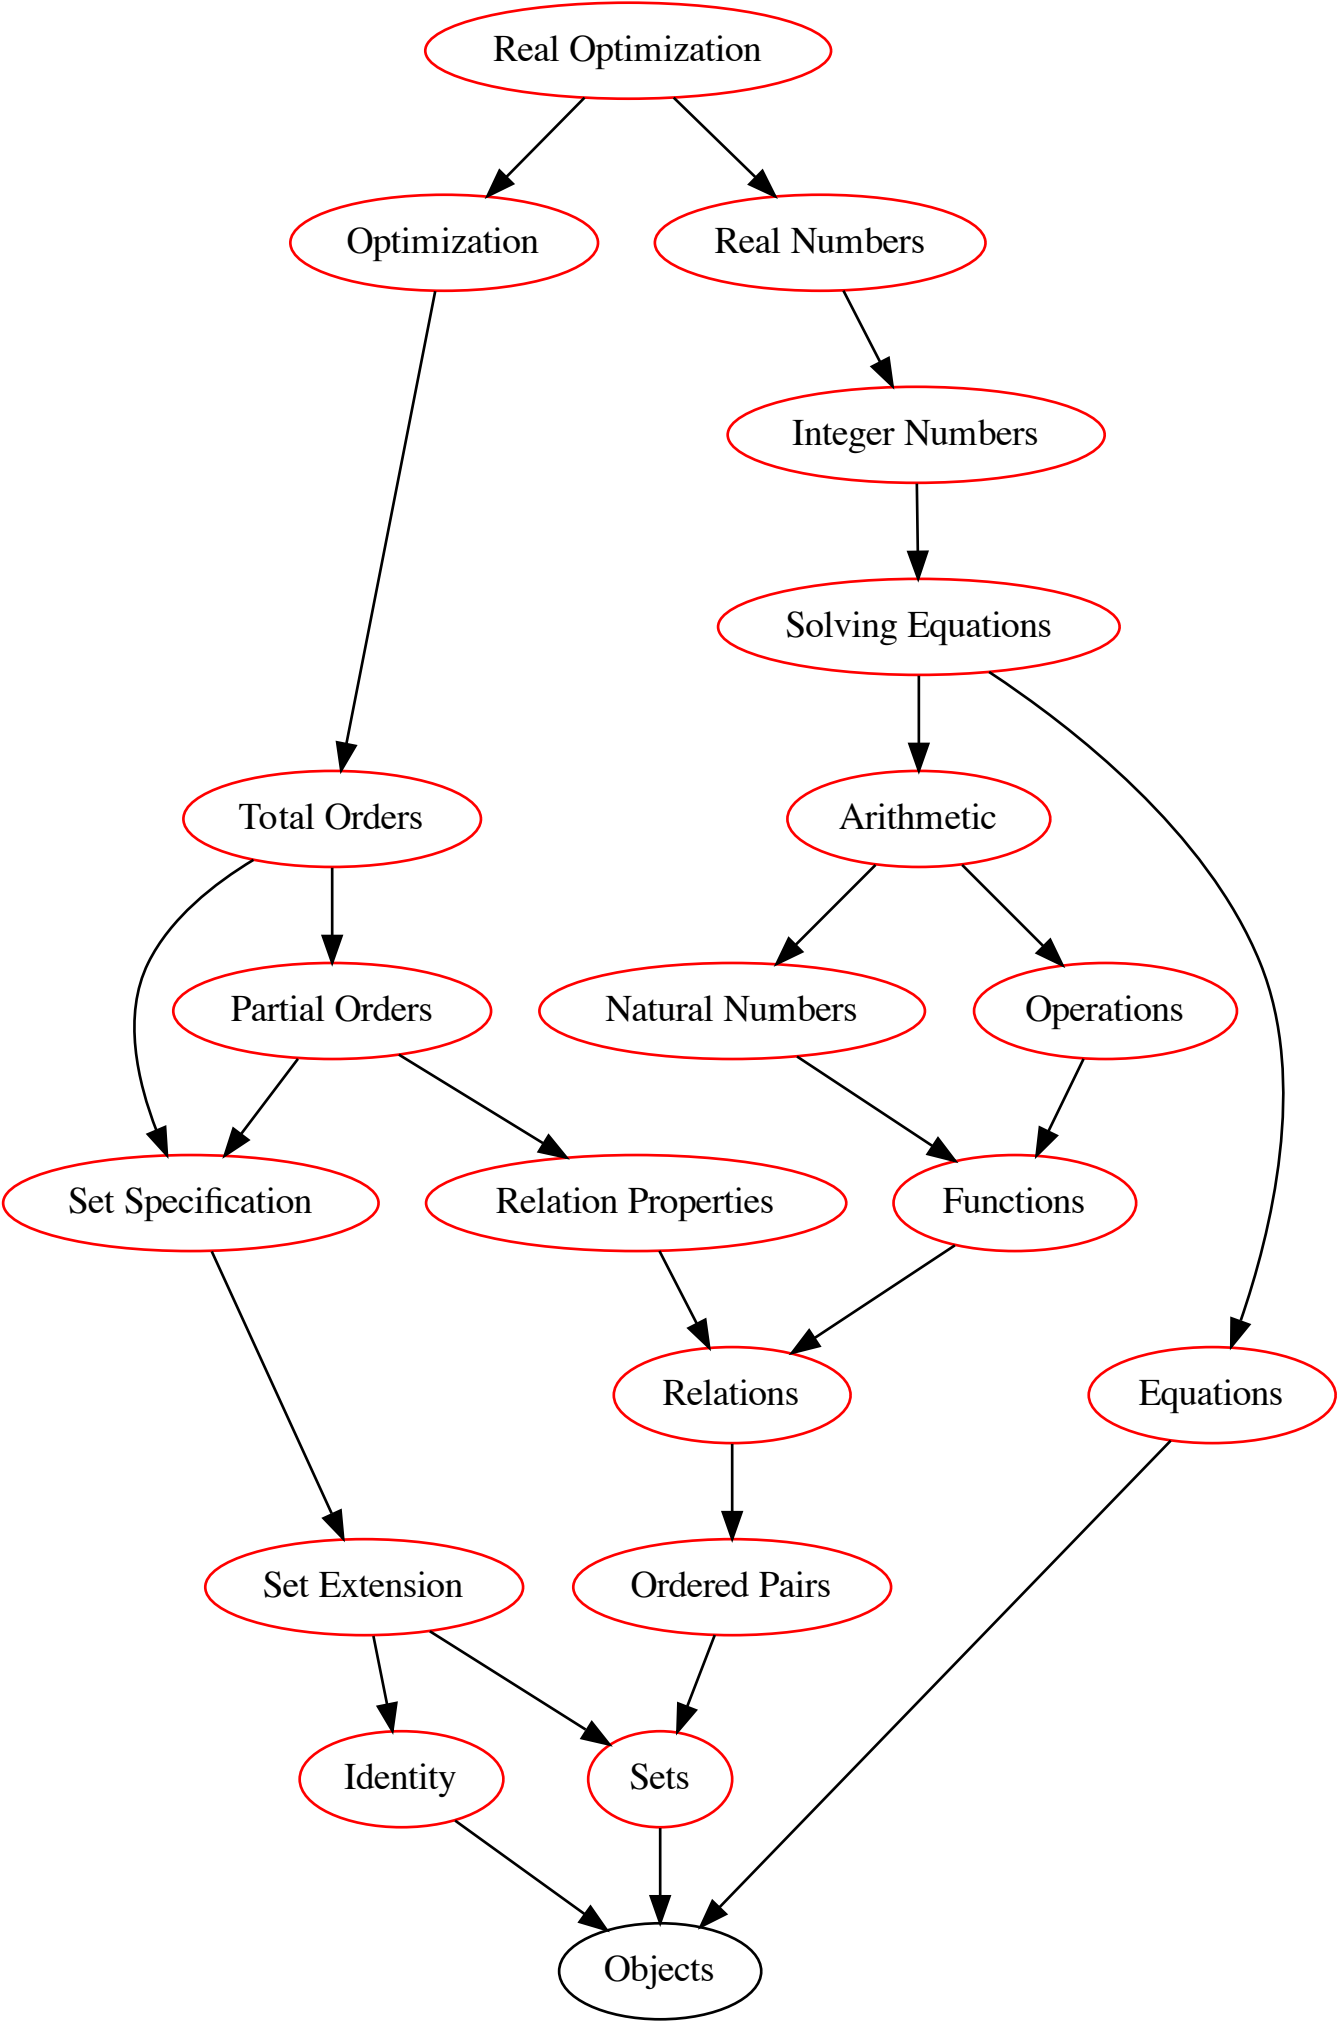 Real Optimization
Optimization
Real Numbers
Integer Numbers
Solving Equations
Total Orders
Arithmetic
Partial Orders
Natural Numbers
Operations
Set Specification
Relation Properties
Functions
Relations
Equations
Set Extension
Ordered Pairs
Identity
Sets
Objects